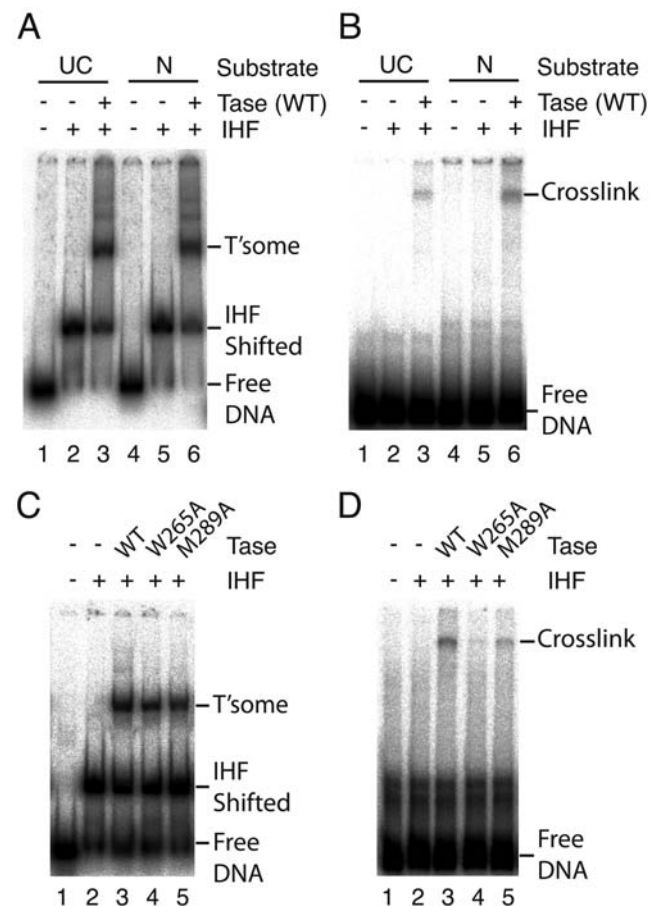 A
UC N Substrate
- - + - - + Tase (WT)
- + + - + + IHF
T'some
IHF
Shifted
Free
DNA
1 2 3 4 5 6
B
UC N Substrate
- - + - - + Tase (WT)
- + + - + + IHF
Crosslink
Free
DNA
1 2 3 4 5 6
C
- - WT W265A M289A Tase
- + + + + IHF
T'some
IHF
Shifted
Free
DNA
1 2 3 4 5
D
- - WT W265A M289A Tase
- + + + + IHF
Crosslink
Free
DNA
1 2 3 4 5